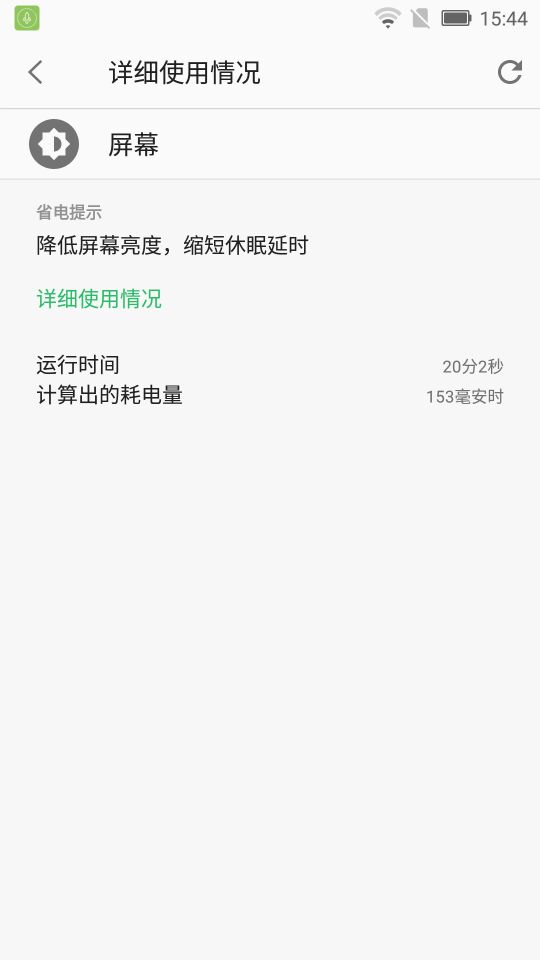 15:44
详细使用情况
屏幕
省电提示
降低屏幕亮度，缩短休眠延时
详细使用情况
运行时间 20分2秒
计算出的耗电量 153毫安时